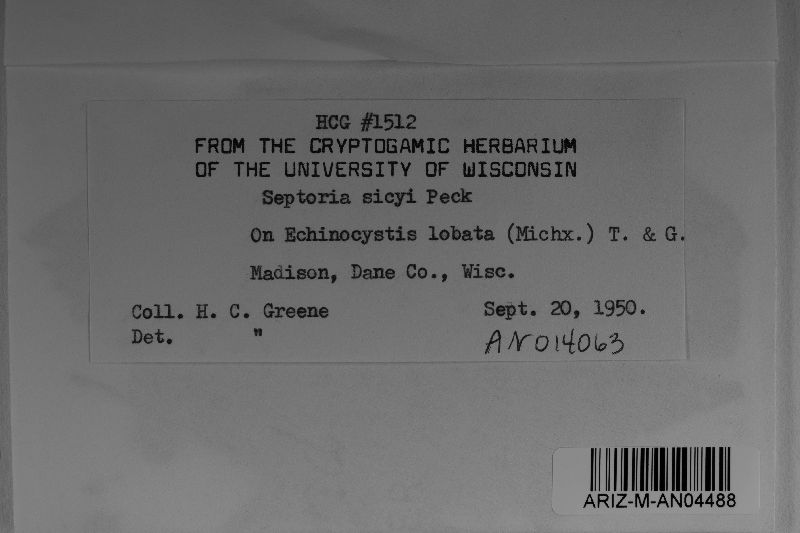 HCG #1512
FROM THE CRYPTOGAMIC HERBARIUM
OF THE UNIVERSITY OF WISCONSIN
Septoria sicyi Peck
On Echinocystis lobata (Michx.) T. & G.
Madison, Dane Co., Wisc.
Coll. H. C. Greene Sept. 20, 1950.
Det. "
AN014063
ARIZ-M-AN04488